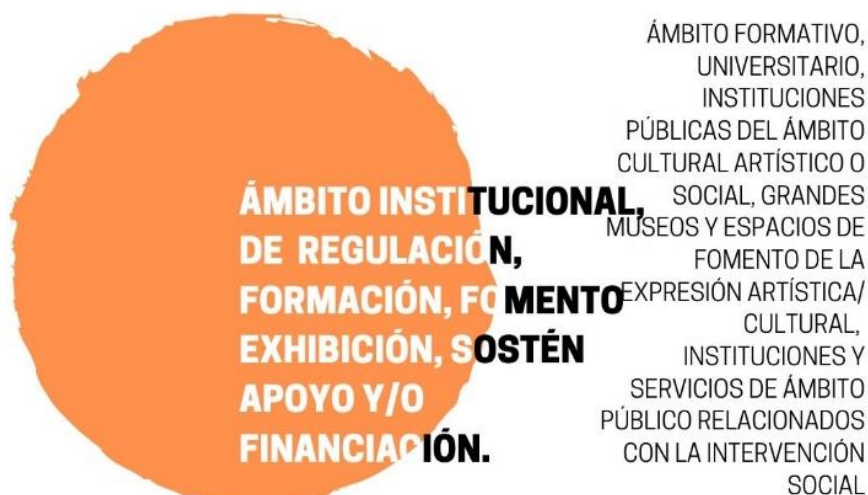 ÁMBITO INSTITUCIONAL,
DE REGULACIÓN,
FORMACIÓN, FOMENTO
EXHIBICIÓN, SOSTÉN
APOYO Y/O
FINANCIACIÓN.
ÁMBITO FORMATIVO,
UNIVERSITARIO,
INSTITUCIONES
PÚBLICAS DEL ÁMBITO
CULTURAL ARTÍSTICO O
SOCIAL, GRANDES
MUSEOS Y ESPACIOS DE
FOMENTO DE LA
EXPRESIÓN ARTÍSTICA/
CULTURAL,
INSTITUCIONES Y
SERVICIOS DE ÁMBITO
PÚBLICO RELACIONADOS
CON LA INTERVENCIÓN
SOCIAL